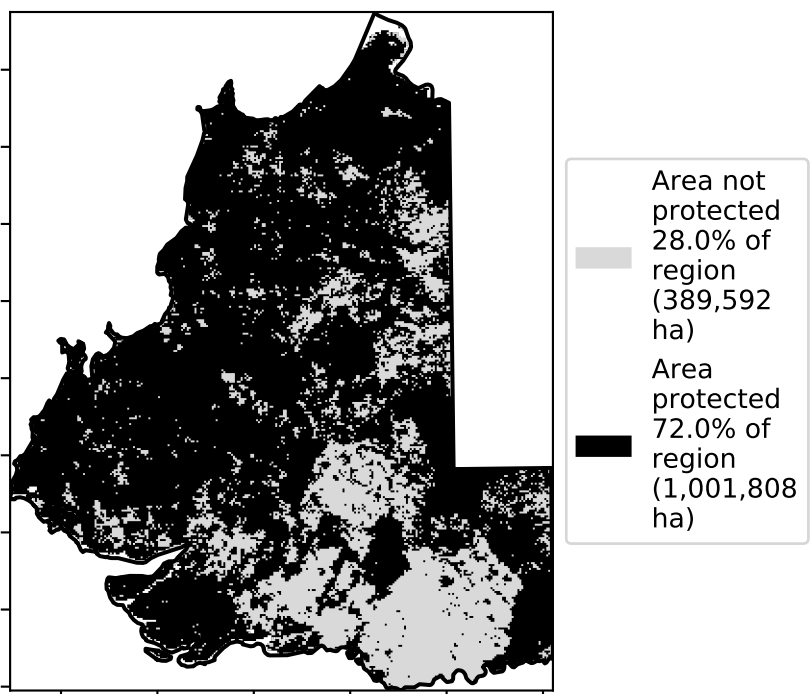 Area not
protected
28.0% of
region
(389,592
ha)
Area
protected
72.0% of
region
(1,001,808
ha)